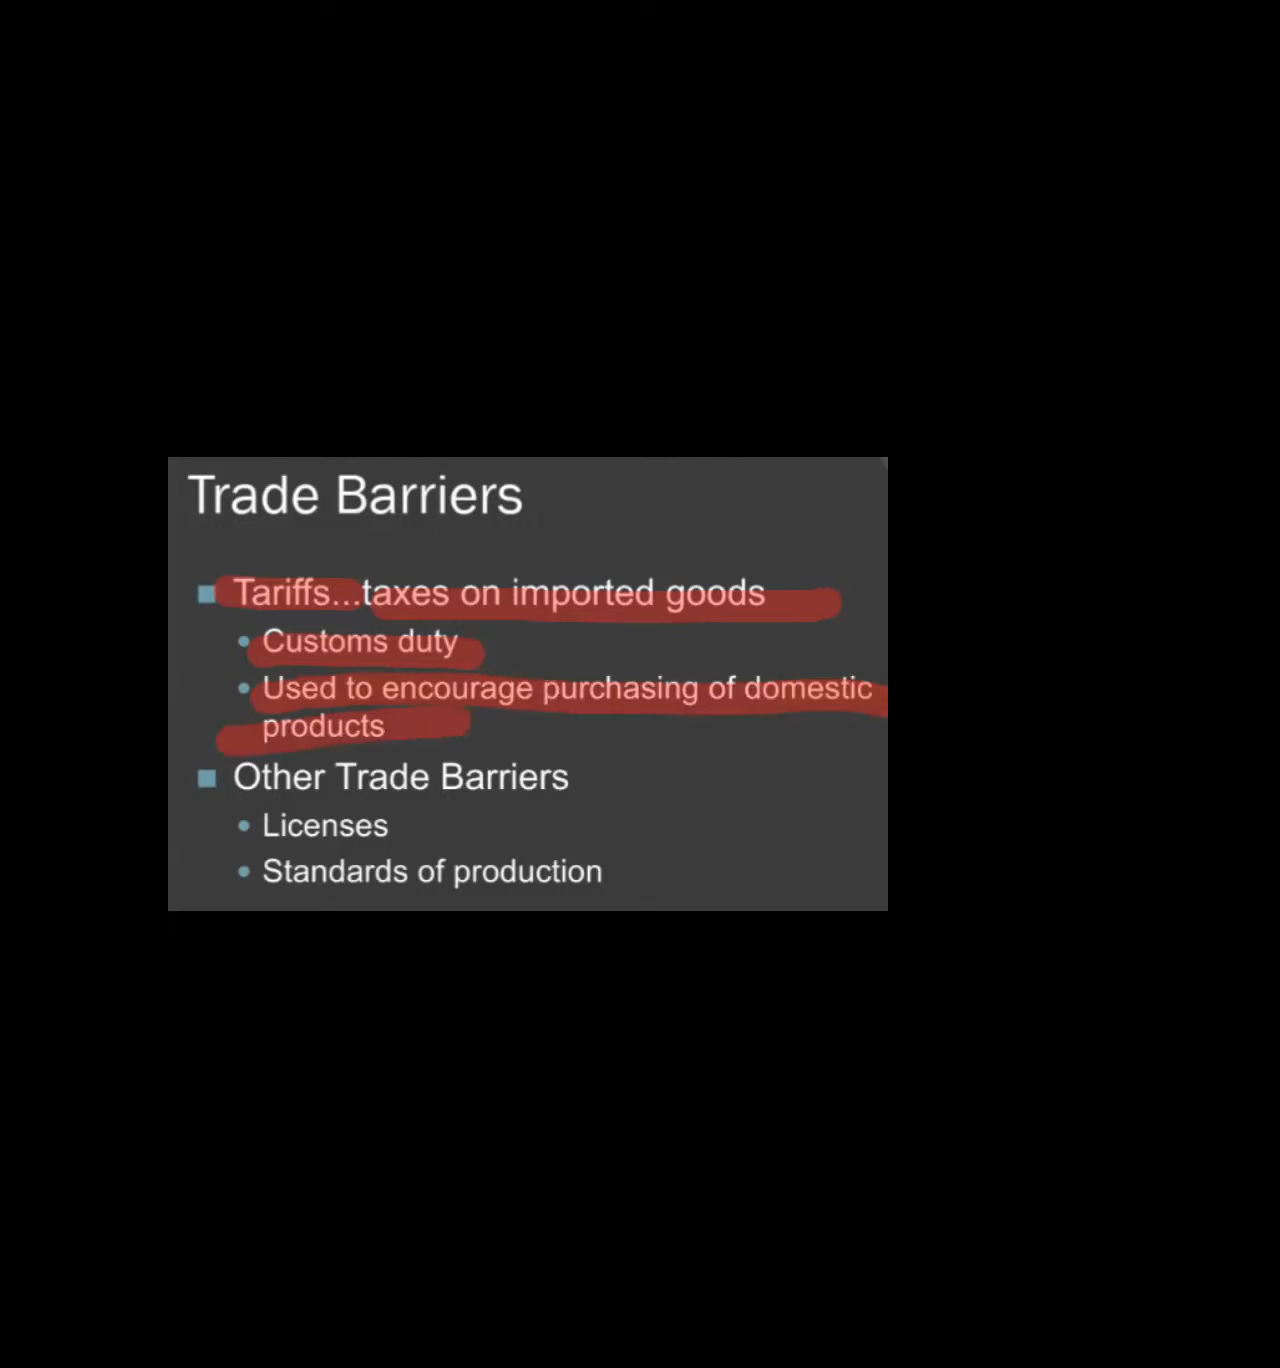 Trade Barriers
Tariffs...taxes on imported goods
Customs duty
Used to encourage purchasing of domestic
products
Other Trade Barriers
Licenses
Standards of production